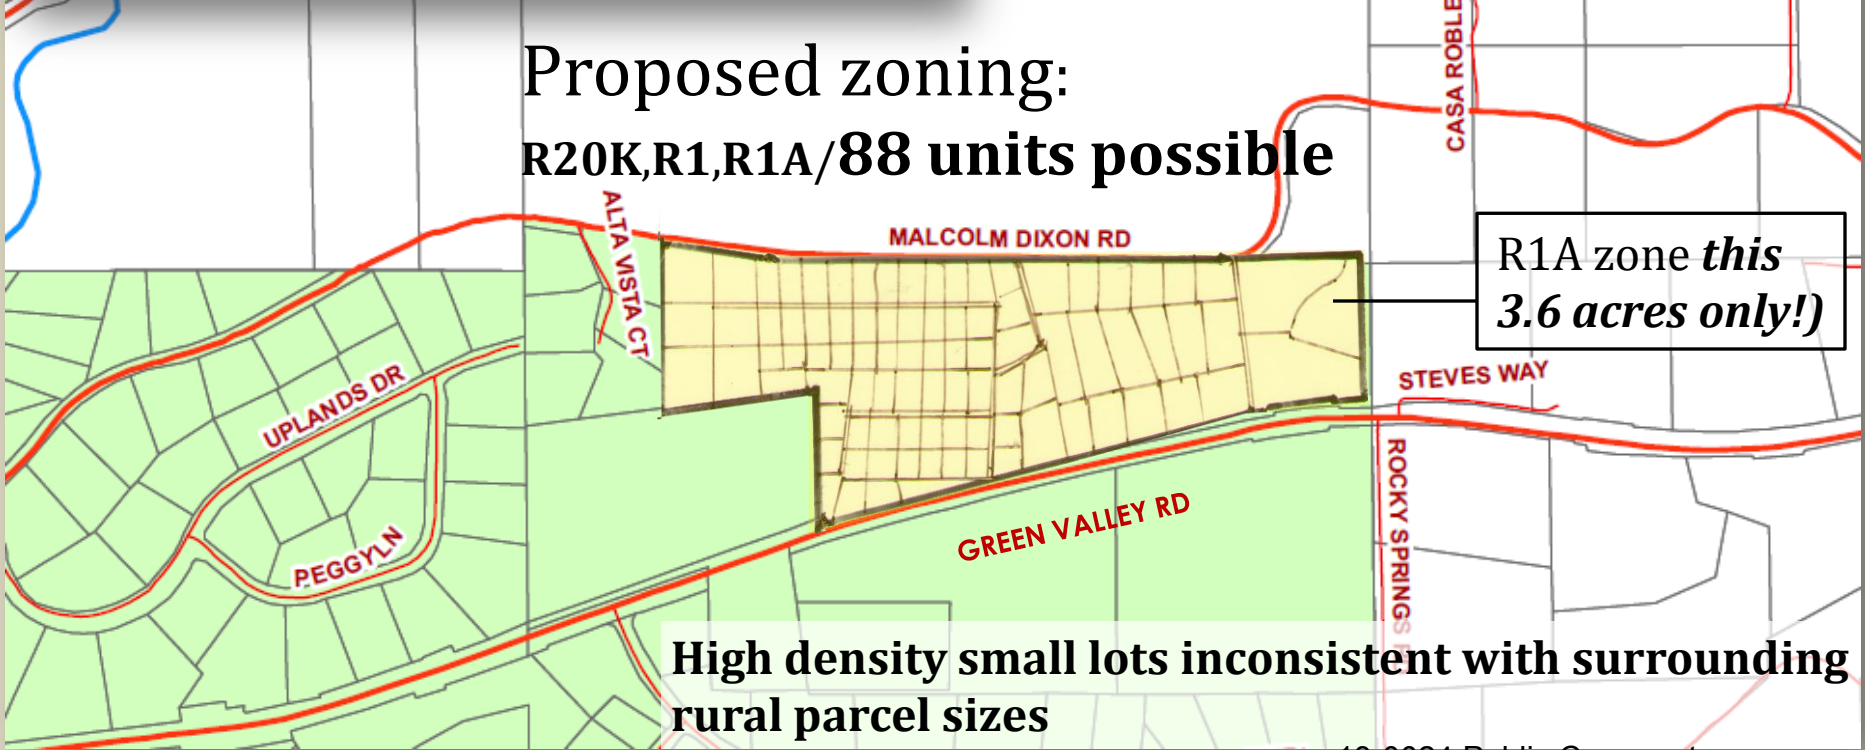 Proposed zoning:
R20K,R1,R1A/88 units possible
CASA ROBLE
ALTA VISTA CT
MALCOLM DIXON RD
R1A zone this
3.6 acres only!)
STEVES WAY
UPLANDS DR
PEGGY LN
GREEN VALLEY RD
ROCKY SPRINGS
High density small lots inconsistent with surrounding
rural parcel sizes